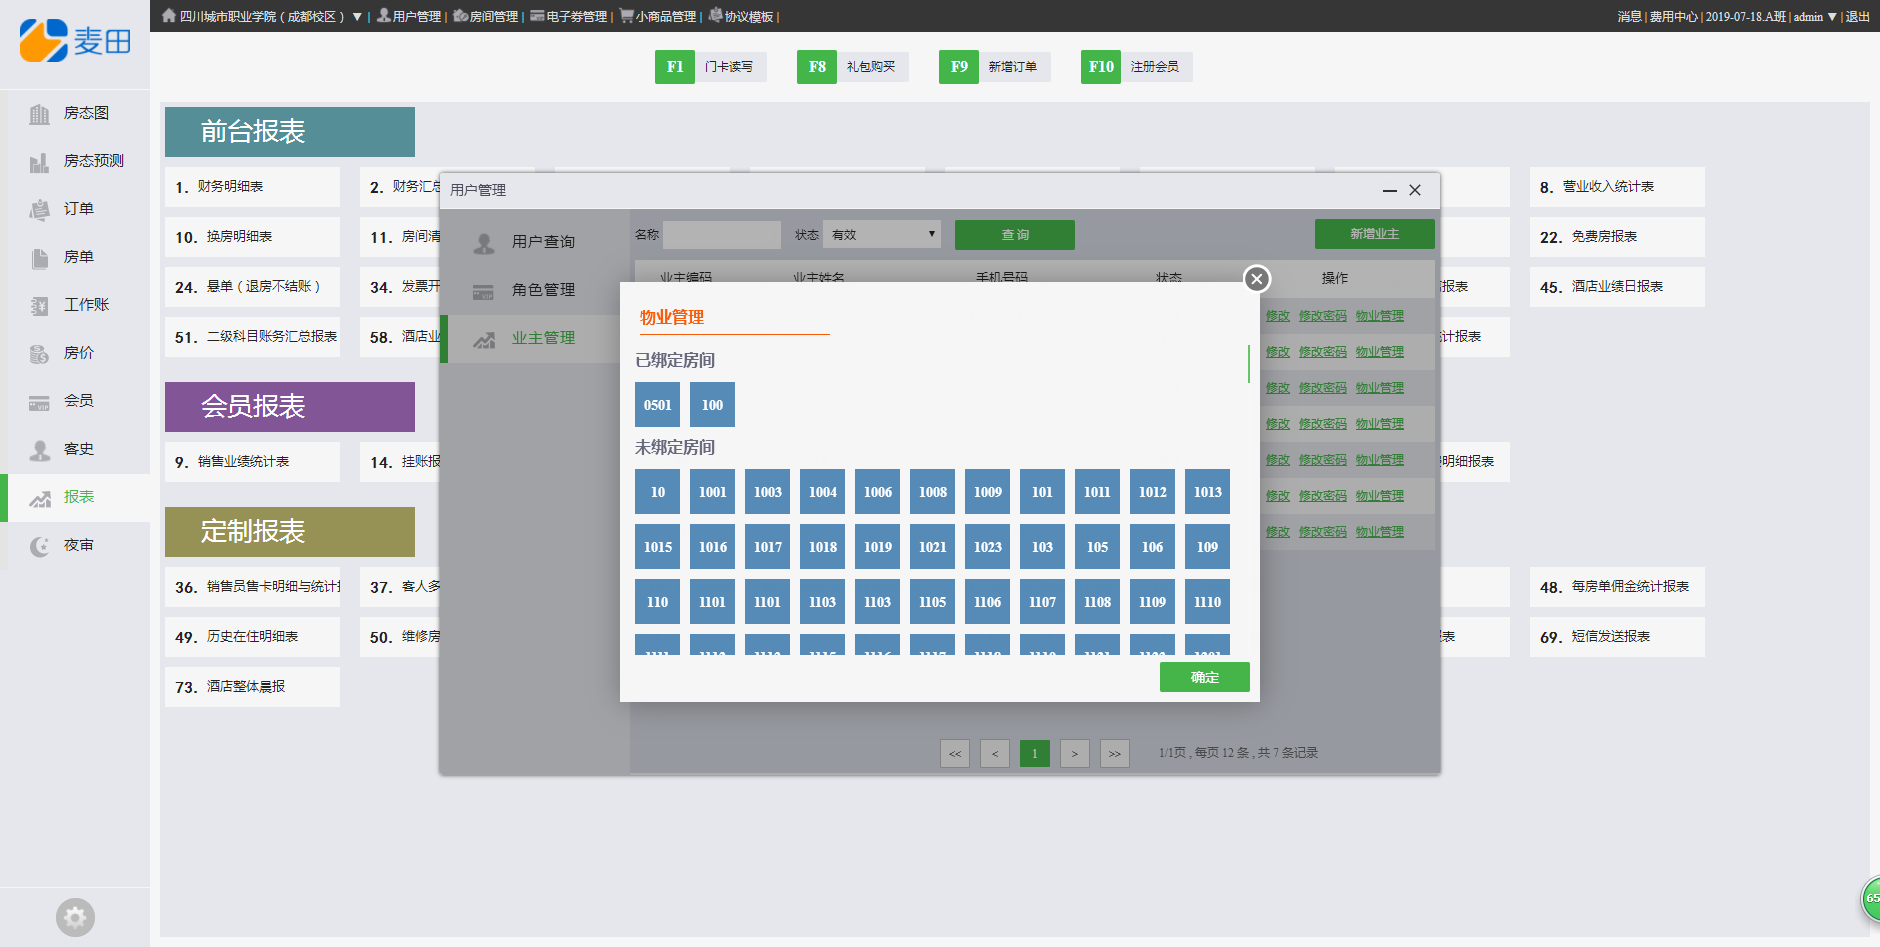 四川城市职业学院（成都校区） ▼ | 用户管理 | 房间管理 | 电子券管理 | 小商品管理 | 协议模板 |
消息 | 费用中心 | 2019-07-18.A班 | admin ▼ | 退出
麦田
F1 门卡读写 F8 礼包购买 F9 新增订单 F10 注册会员
房态图
房态预测
订单
房单
工作账
房价
会员
客史
报表
夜审
前台报表
1. 财务明细表
2. 财务汇总
8. 营业收入统计表
10. 换房明细表
11. 房间清
22. 免费房报表
24. 悬单（退房不结账）
34. 发票开
报表
45. 酒店业绩日报表
51. 二级科目账务汇总报表
58. 酒店业
计报表
会员报表
9. 销售业绩统计表
14. 挂账报
明细报表
定制报表
36. 销售员售卡明细与统计
37. 客人多
48. 每房单佣金统计报表
49. 历史在住明细表
50. 维修房
表
69. 短信发送报表
73. 酒店整体晨报
用户管理
用户查询
角色管理
业主管理
名称 状态 有效 查询 新增业主
业主编码 业主姓名 手机号码 状态 操作
修改 修改密码 物业管理
修改 修改密码 物业管理
修改 修改密码 物业管理
修改 修改密码 物业管理
修改 修改密码 物业管理
修改 修改密码 物业管理
修改 修改密码 物业管理
物业管理
已绑定房间
0501 100
未绑定房间
10 1001 1003 1004 1006 1008 1009 101 1011 1012 1013
1015 1016 1017 1018 1019 1021 1023 103 105 106 109
110 1101 1101 1103 1103 1105 1106 1107 1108 1109 1110
确定
<< < 1 > >> 1/1页 , 每页 12 条 , 共 7 条记录
65